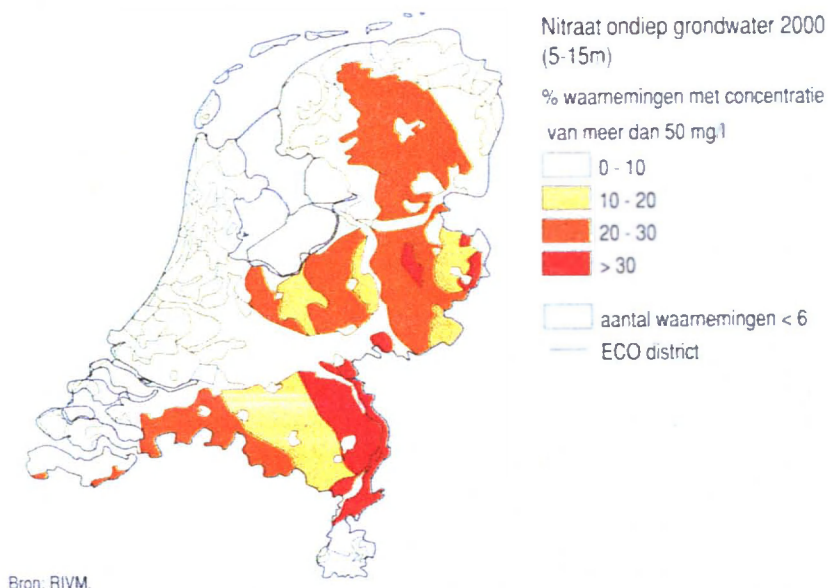 Nitraat ondiep grondwater 2000
(5-15m)
% waarnemingen met concentratie
van meer dan 50 mg/l
0 - 10
10 - 20
20 - 30
> 30
aantal waarnemingen < 6
ECO district
Bron: RIVM.